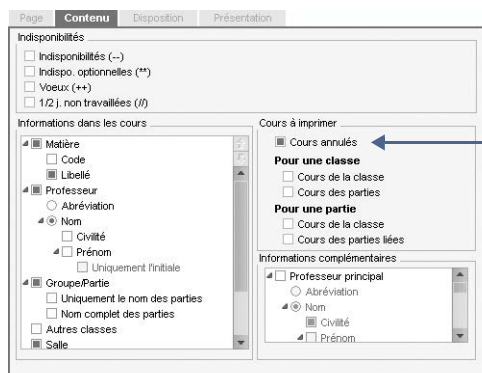 Page Contenu Disposition Présentation
Indisponibilités
Indisponibilités (--)
Indispo. optionnelles (**)
Voeux (++)
1/2 j. non travaillées (//)
Informations dans les cours
Matière
Code
Libellé
Professeur
Abréviation
Nom
Civilité
Prénom
Uniquement l'initiale
Groupe/Partie
Uniquement le nom des parties
Nom complet des parties
Autres classes
Salle
Cours à imprimer
Cours annulés
Pour une classe
Cours de la classe
Cours des parties
Pour une partie
Cours de la classe
Cours des parties liées
Informations complémentaires
Professeur principal
Abréviation
Nom
Civilité
Prénom